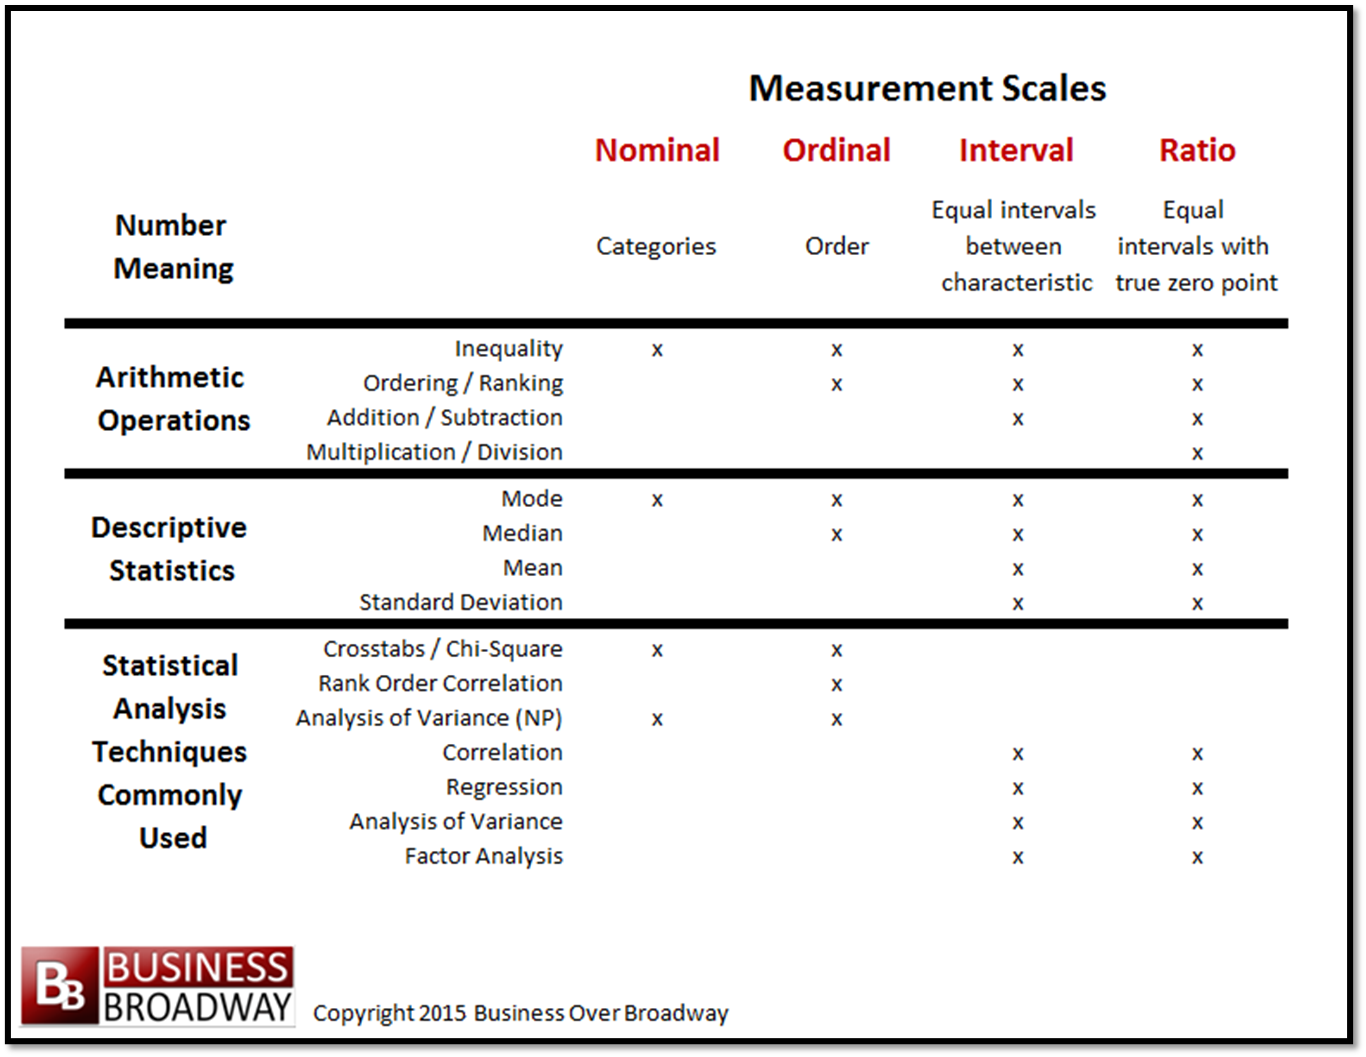 Measurement Scales
Nominal Ordinal Interval Ratio
Number Meaning Categories Order Equal intervals between characteristic Equal intervals with true zero point
Arithmetic Operations
Inequality x x x x
Ordering / Ranking x x x
Addition / Subtraction x x
Multiplication / Division x
Descriptive Statistics
Mode x x x x
Median x x x
Mean x x
Standard Deviation x x
Statistical Analysis Techniques Commonly Used
Crosstabs / Chi-Square x x
Rank Order Correlation x
Analysis of Variance (NP) x x
Correlation x x
Regression x x
Analysis of Variance x x
Factor Analysis x x
BB BUSINESS
BROADWAY
Copyright 2015 Business Over Broadway